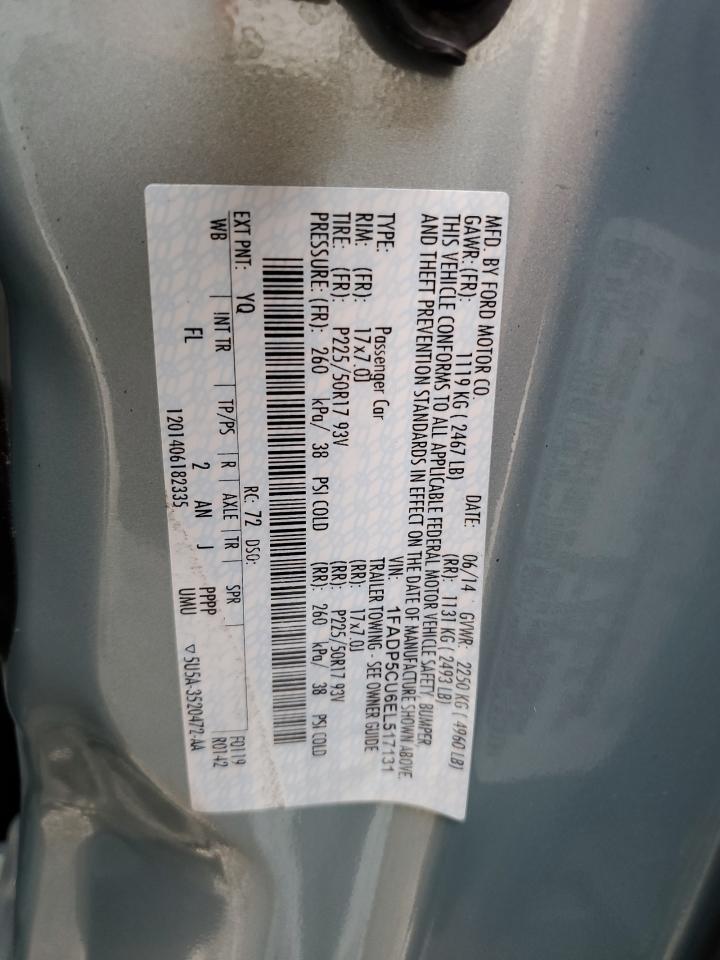 MFD. BY FORD MOTOR CO.
DATE: 06/14 GVWR: 2250 KG ( 4960 LB)
GAWR: (FR): 1119 KG ( 2467 LB) (RR): 1131 KG ( 2493 LB)
THIS VEHICLE CONFORMS TO ALL APPLICABLE FEDERAL MOTOR VEHICLE SAFETY, BUMPER,
AND THEFT PREVENTION STANDARDS IN EFFECT ON THE DATE OF MANUFACTURE SHOWN ABOVE.
VIN: 1FADP5CU6EL517131
TYPE: Passenger Car TRAILER TOWING - SEE OWNER GUIDE
RIM: (FR): 17x7.0J (RR): 17x7.0J
TIRE: (FR): P225/50R17 93V (RR): P225/50R17 93V
PRESSURE: (FR): 260 kPa/ 38 PSI COLD (RR): 260 kPa/ 38 PSI COLD
EXT PNT: YQ RC: 72 DSO: F0119
WB INT TR TP/PS R AXLE TR SPR R0142
FL 2 AN J PPPP
UMU
1201406182335 ▽5U5A-3520472-AA